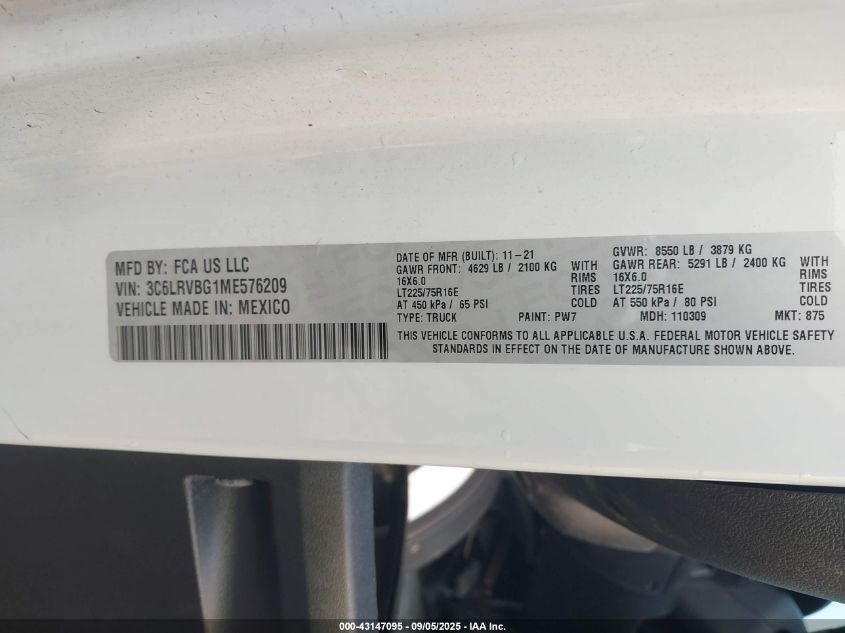 MFD BY: FCA US LLC
VIN: 3C6LRVBG1ME576209
VEHICLE MADE IN: MEXICO
DATE OF MFR (BUILT): 11-21 GVWR: 8550 LB / 3879 KG
GAWR FRONT: 4629 LB / 2100 KG WITH GAWR REAR: 5291 LB / 2400 KG WITH
16X6.0 RIMS 16X6.0 RIMS
LT225/75R16E TIRES LT225/75R16E TIRES
AT 450 kPa / 65 PSI COLD AT 550 kPa / 80 PSI COLD
TYPE: TRUCK PAINT: PW7 MDH: 110309 MKT: 875
THIS VEHICLE CONFORMS TO ALL APPLICABLE U.S.A. FEDERAL MOTOR VEHICLE SAFETY
STANDARDS IN EFFECT ON THE DATE OF MANUFACTURE SHOWN ABOVE.
000-43147095 - 09/05/2025 - IAA Inc.